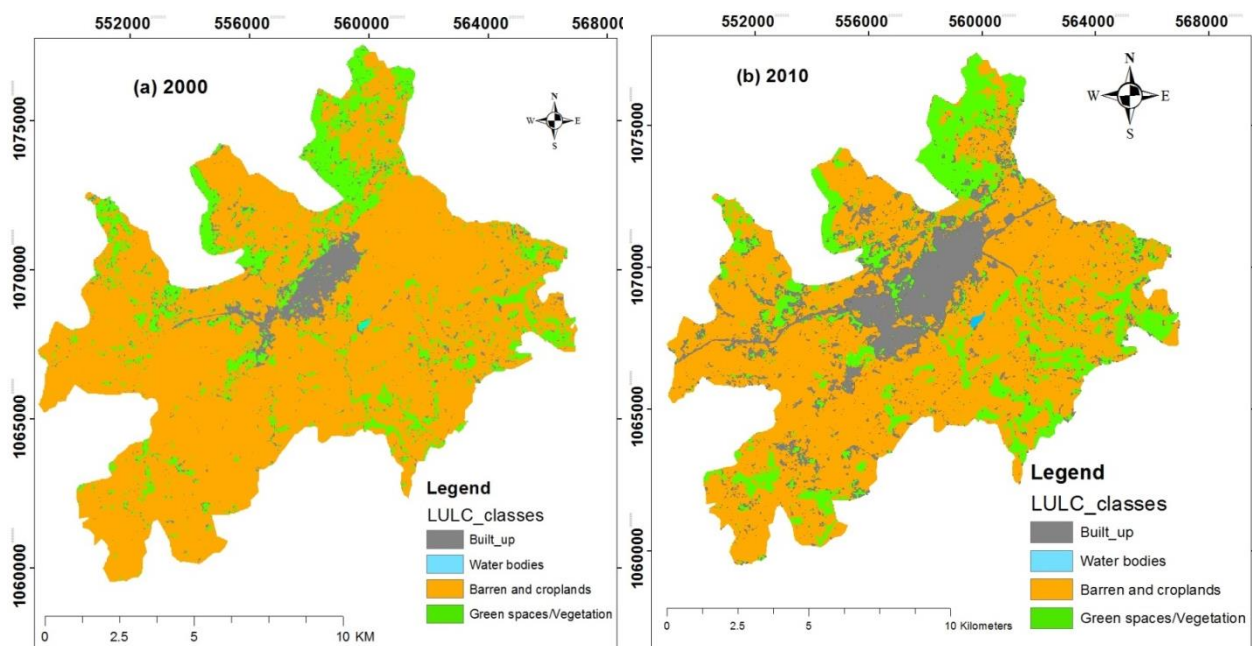 552000 556000 560000 564000 568000
(a) 2000
N
W E
S
1075000
1070000
1065000
1060000
Legend
LULC_classes
Built_up
Water bodies
Barren and croplands
Green spaces/Vegetation
0 2.5 5 10 KM
552000 556000 560000 564000 568000
(b) 2010
N
W E
S
1075000
1070000
1065000
1060000
Legend
LULC_classes
Built_up
Water bodies
Barren and croplands
Green spaces/Vegetation
0 2.5 5 10 Kilometers